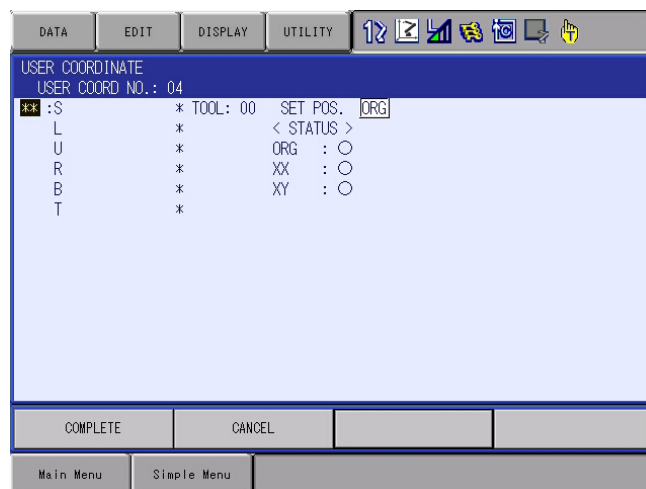 DATA EDIT DISPLAY UTILITY
USER COORDINATE
USER COORD NO.: 04
** :S * TOOL: 00 SET POS. ORG
L * < STATUS >
U * ORG : ○
R * XX : ○
B * XY : ○
T *
COMPLETE CANCEL
Main Menu Simple Menu